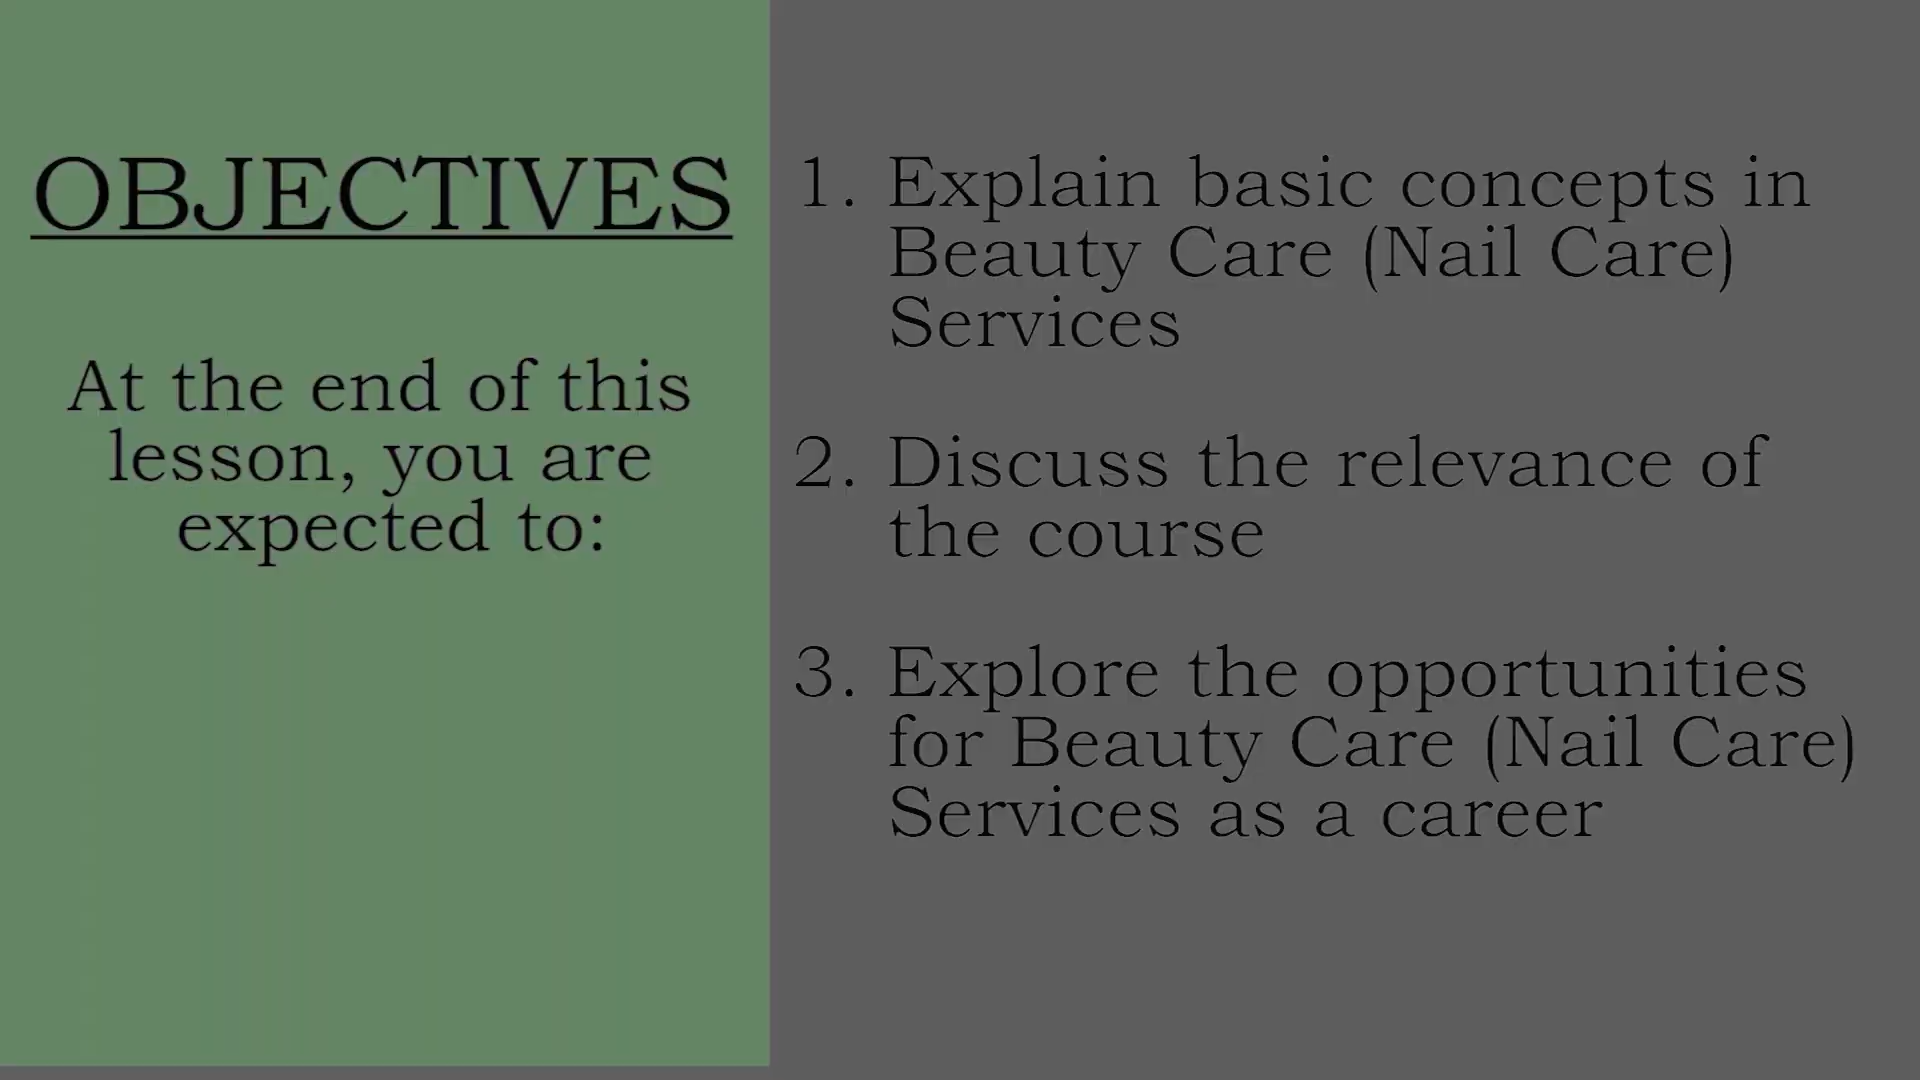 OBJECTIVES
At the end of this
lesson, you are
expected to:
1. Explain basic concepts in
Beauty Care (Nail Care)
Services
2. Discuss the relevance of
the course
3. Explore the opportunities
for Beauty Care (Nail Care)
Services as a career